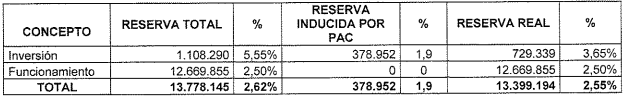 CONCEPTO RESERVA TOTAL % RESERVA INDUCIDA POR PAC % RESERVA REAL %
Inversión 1.108.290 5,55% 378.952 1,9 729.339 3,65%
Funcionamiento 12.669.855 2,50% 0 0 12.669.855 2,50%
TOTAL 13.778.145 2,62% 378.952 1,9 13.399.194 2,55%